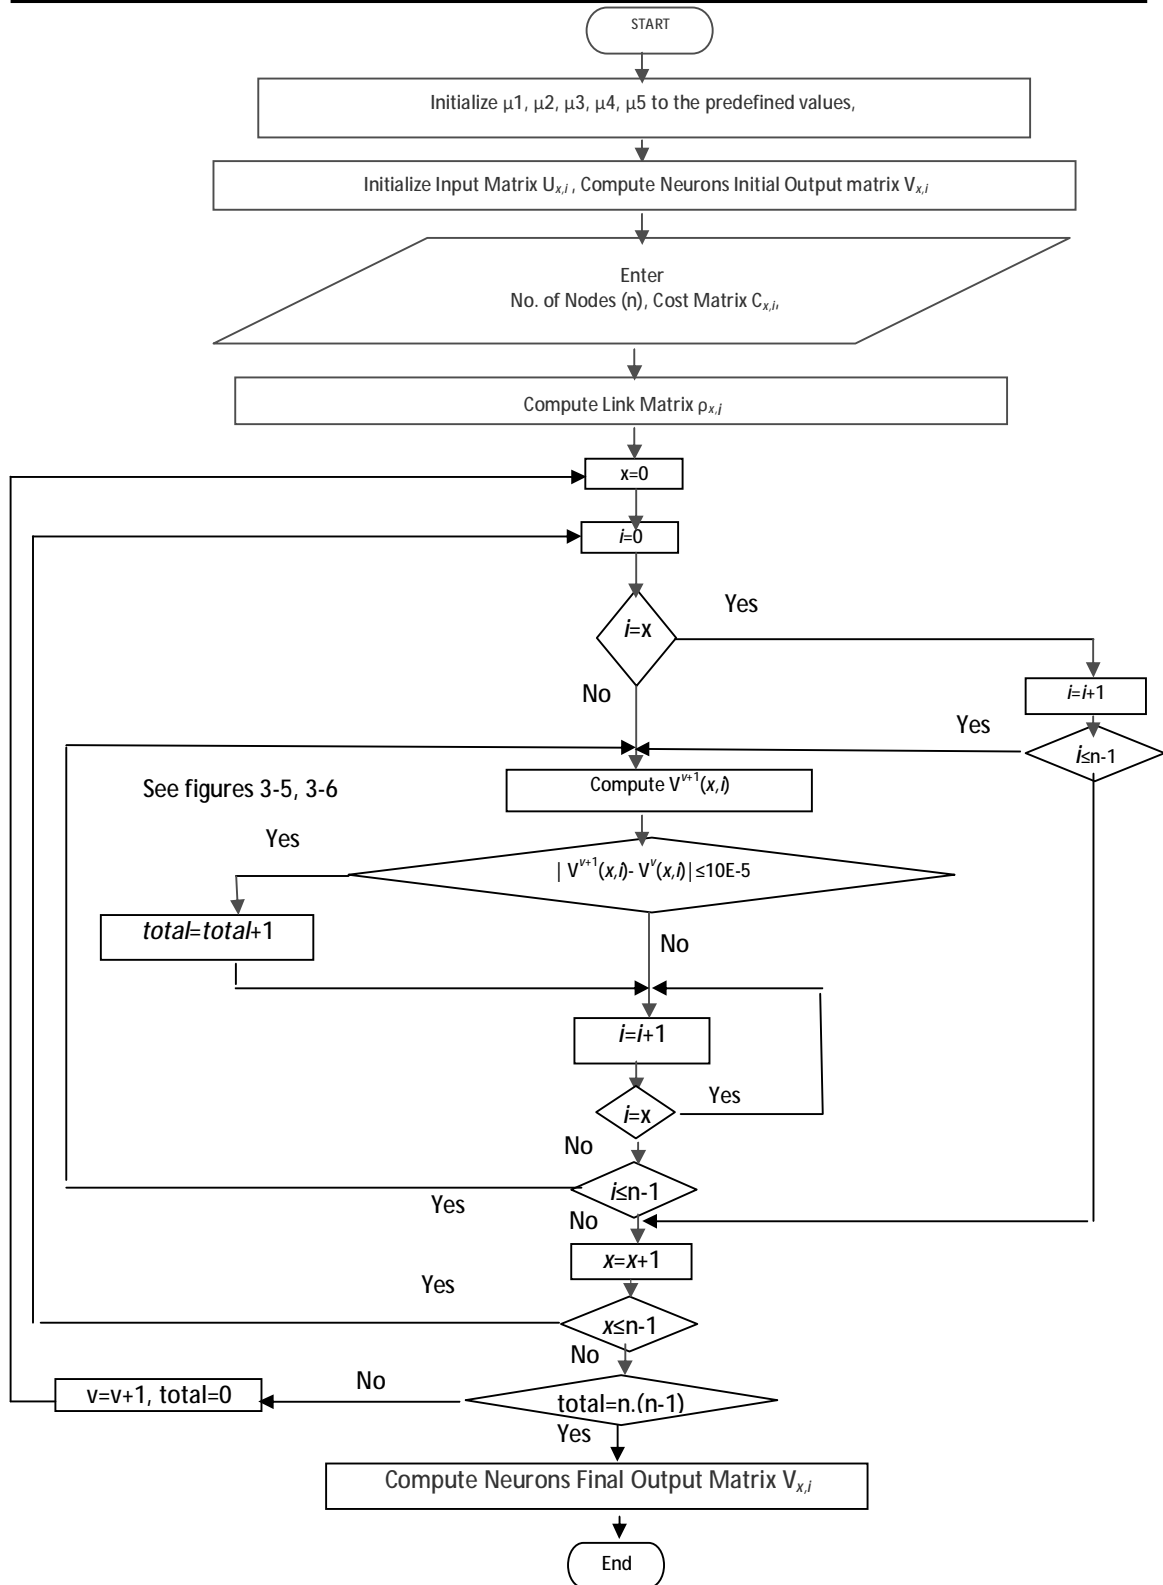 START
Initialize μ1, μ2, μ3, μ4, μ5 to the predefined values,
Initialize Input Matrix Ux,i , Compute Neurons Initial Output matrix Vx,i
Enter
No. of Nodes (n), Cost Matrix Cx,i,
Compute Link Matrix ρx,i
x=0
i=0
Yes
i=x
No
i=i+1
Yes
i≤n-1
Compute Vv+1(x,i)
See figures 3-5, 3-6
Yes
| Vv+1(x,i)- Vv(x,i)| ≤10E-5
total=total+1
No
i=i+1
Yes
i=x
No
i≤n-1
Yes
No
x=x+1
Yes
x≤n-1
No
No
v=v+1, total=0
total=n.(n-1)
Yes
Compute Neurons Final Output Matrix Vx,i
End